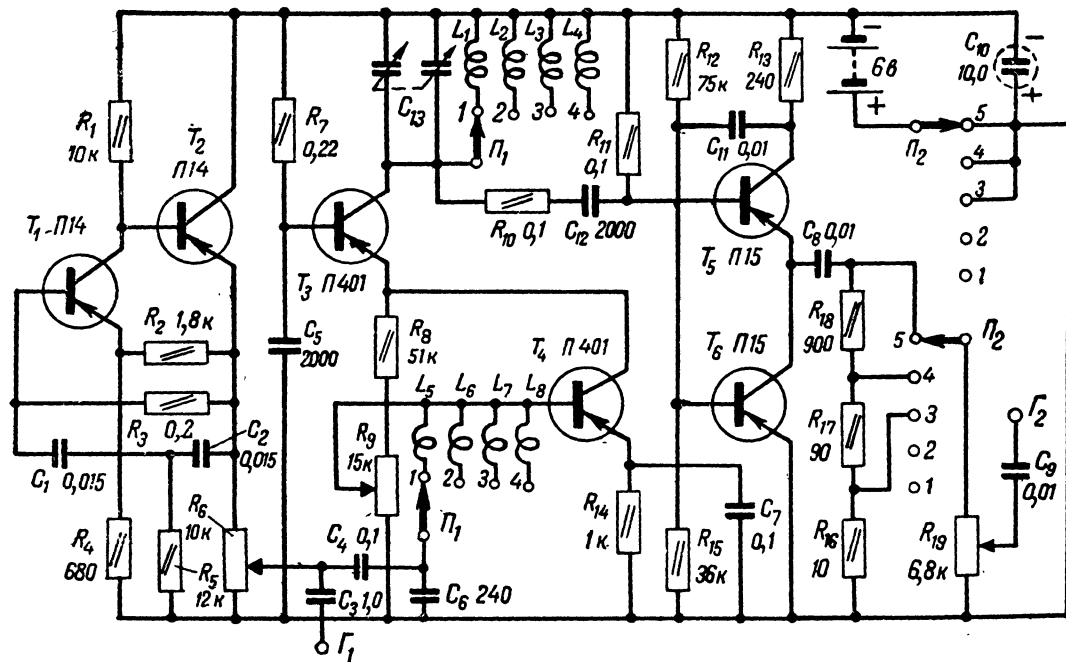 R1
10к
T2
П14
T1-П14
R2 1,8к
R3 0,2
C2
0,015
C1 0,015
R4
680
R6
10к
R5
12к
R7
0,22
C5
2000
T3 П401
C13
L1 L2 L3 L4
1 2 3 4
П1
R10 0,1
C12 2000
R11
0,1
R8
51к
R9
15к
L5 L6 L7 L8
1 2 3 4
П1
C4 0,1
C3 1,0
C6 240
Г1
T4 П401
R14
1к
C7
0,1
R12
75к
R13
240
C11 0,01
T5 П15
T6 П15
R15
36к
C8 0,01
R18
900
R17
90
R16
10
-
6в
+
C10
10,0
-
+
П2
5
4
3
2
1
5
П2
4
3
2
1
Г2
C9
0,01
R19
6,8к